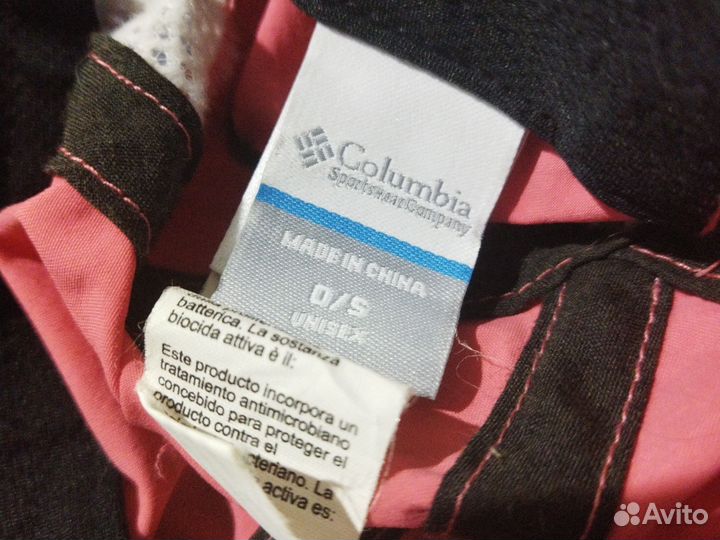 Columbia
Sportswear Company
MADE IN CHINA
O/S
UNISEX
batterica. La sostanza
biocida attiva è il:
Este producto incorpora un
tratamiento antimicrobiano
concebido para proteger el
producto contra el
cteriano. La
s activa es:
Avito